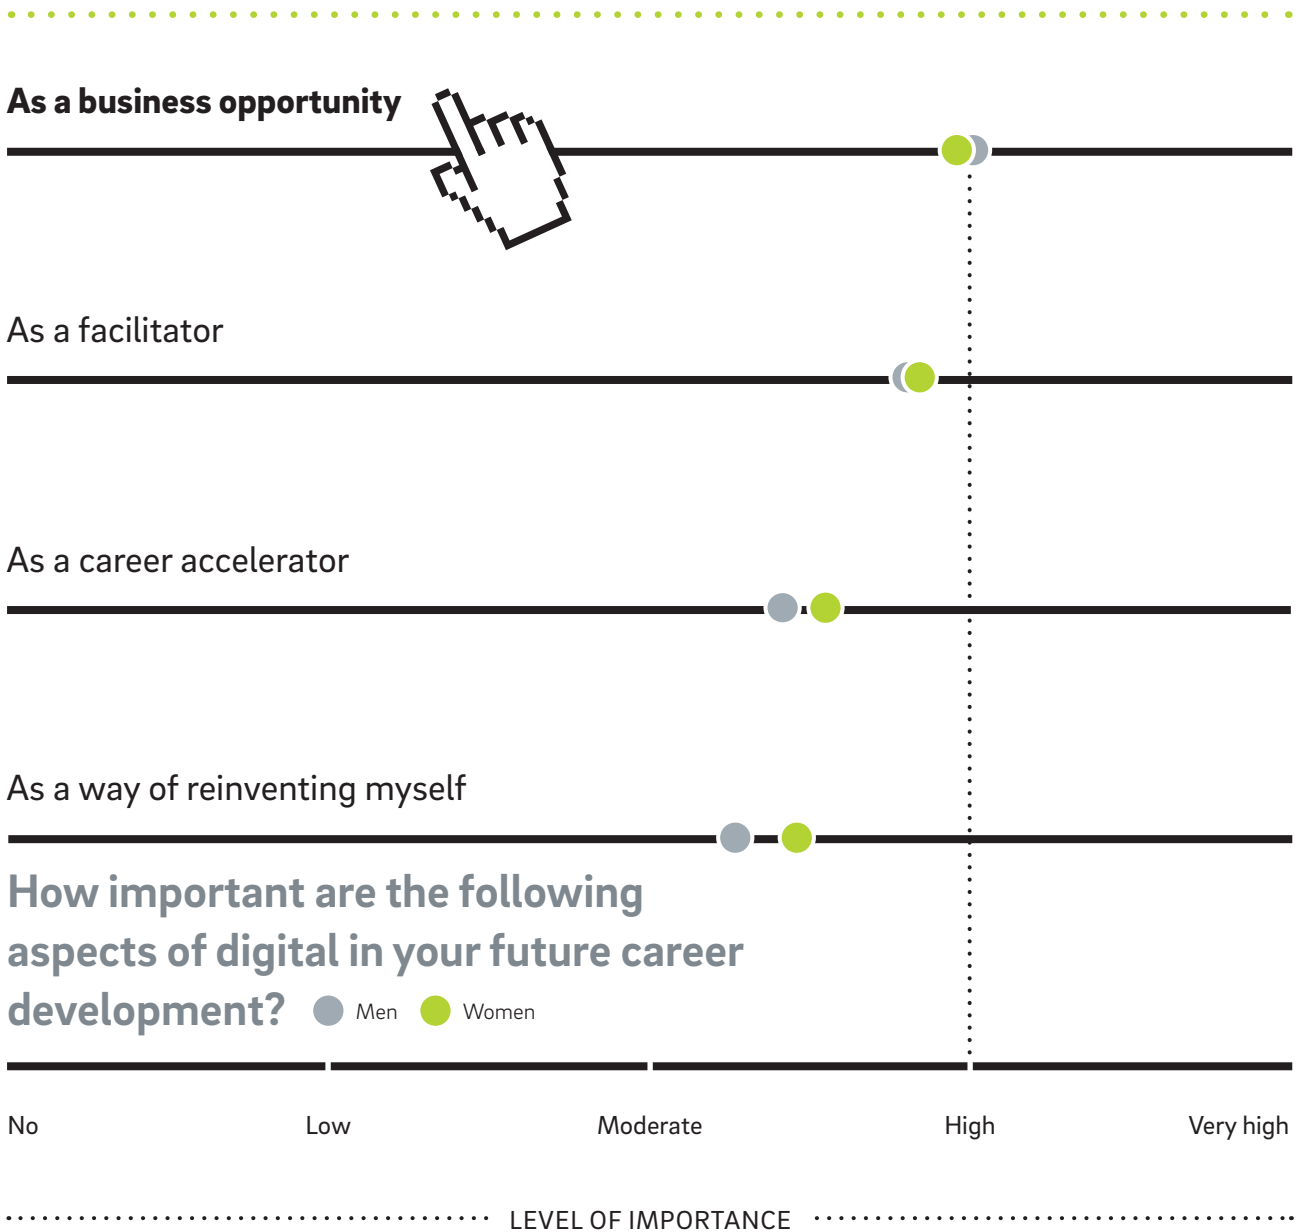 As a business opportunity
As a facilitator
As a career accelerator
As a way of reinventing myself
How important are the following
aspects of digital in your future career
development? Men Women
No Low Moderate High Very high
LEVEL OF IMPORTANCE